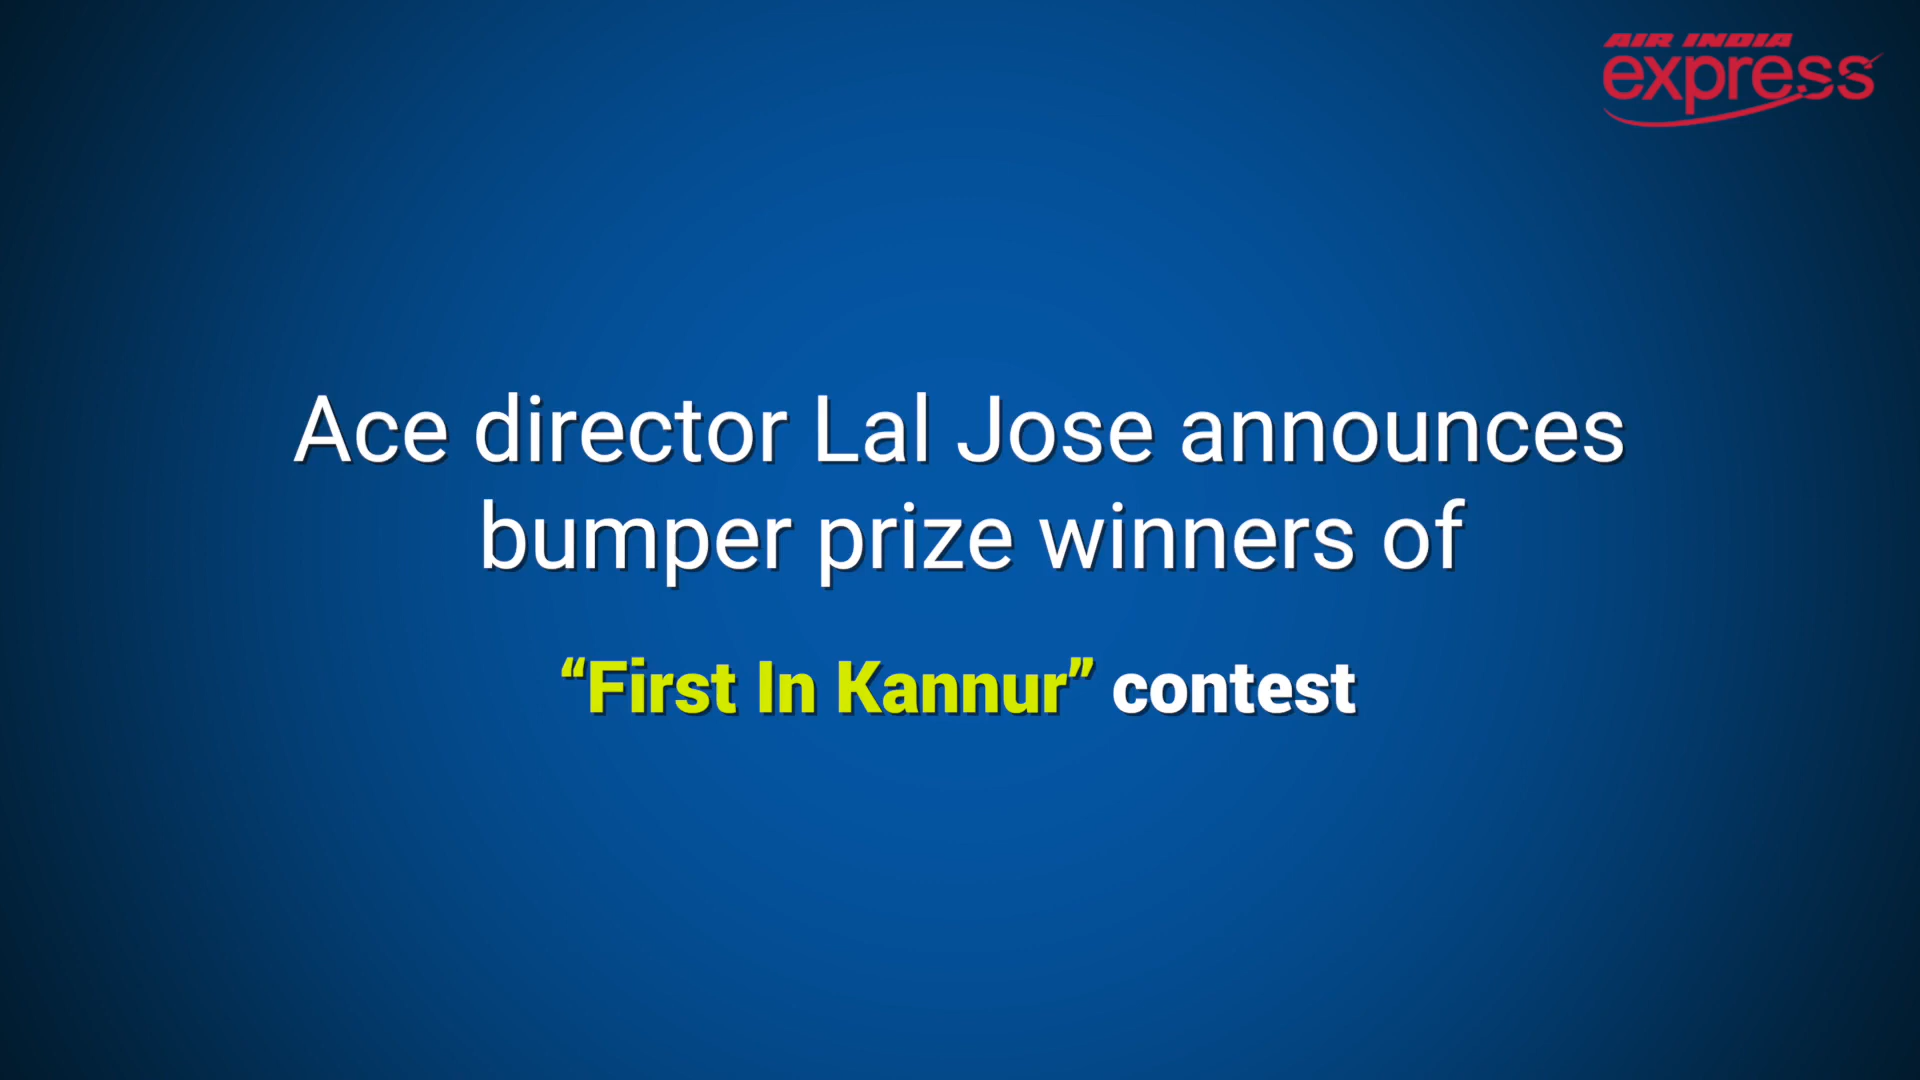 AIR INDIA
express
Ace director Lal Jose announces
bumper prize winners of
“First In Kannur” contest